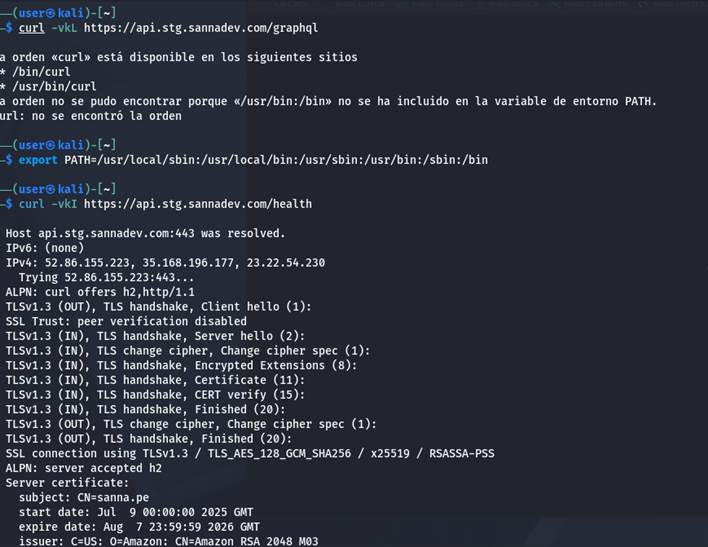 (user㉿kali)-[~]
$ curl -vkL https://api.stg.sannadev.com/graphql
a orden «curl» está disponible en los siguientes sitios
* /bin/curl
* /usr/bin/curl
a orden no se pudo encontrar porque «/usr/bin:/bin» no se ha incluido en la variable de entorno PATH.
url: no se encontró la orden
(user㉿kali)-[~]
$ export PATH=/usr/local/sbin:/usr/local/bin:/usr/sbin:/usr/bin:/sbin:/bin
(user㉿kali)-[~]
$ curl -vkI https://api.stg.sannadev.com/health
Host api.stg.sannadev.com:443 was resolved.
IPv6: (none)
IPv4: 52.86.155.223, 35.168.196.177, 23.22.54.230
Trying 52.86.155.223:443...
ALPN: curl offers h2,http/1.1
TLSv1.3 (OUT), TLS handshake, Client hello (1):
SSL Trust: peer verification disabled
TLSv1.3 (IN), TLS handshake, Server hello (2):
TLSv1.3 (IN), TLS change cipher, Change cipher spec (1):
TLSv1.3 (IN), TLS handshake, Encrypted Extensions (8):
TLSv1.3 (IN), TLS handshake, Certificate (11):
TLSv1.3 (IN), TLS handshake, CERT verify (15):
TLSv1.3 (IN), TLS handshake, Finished (20):
TLSv1.3 (OUT), TLS change cipher, Change cipher spec (1):
TLSv1.3 (OUT), TLS handshake, Finished (20):
SSL connection using TLSv1.3 / TLS_AES_128_GCM_SHA256 / x25519 / RSASSA-PSS
ALPN: server accepted h2
Server certificate:
subject: CN=sanna.pe
start date: Jul  9 00:00:00 2025 GMT
expire date: Aug  7 23:59:59 2026 GMT
issuer: C=US; O=Amazon; CN=Amazon RSA 2048 M03